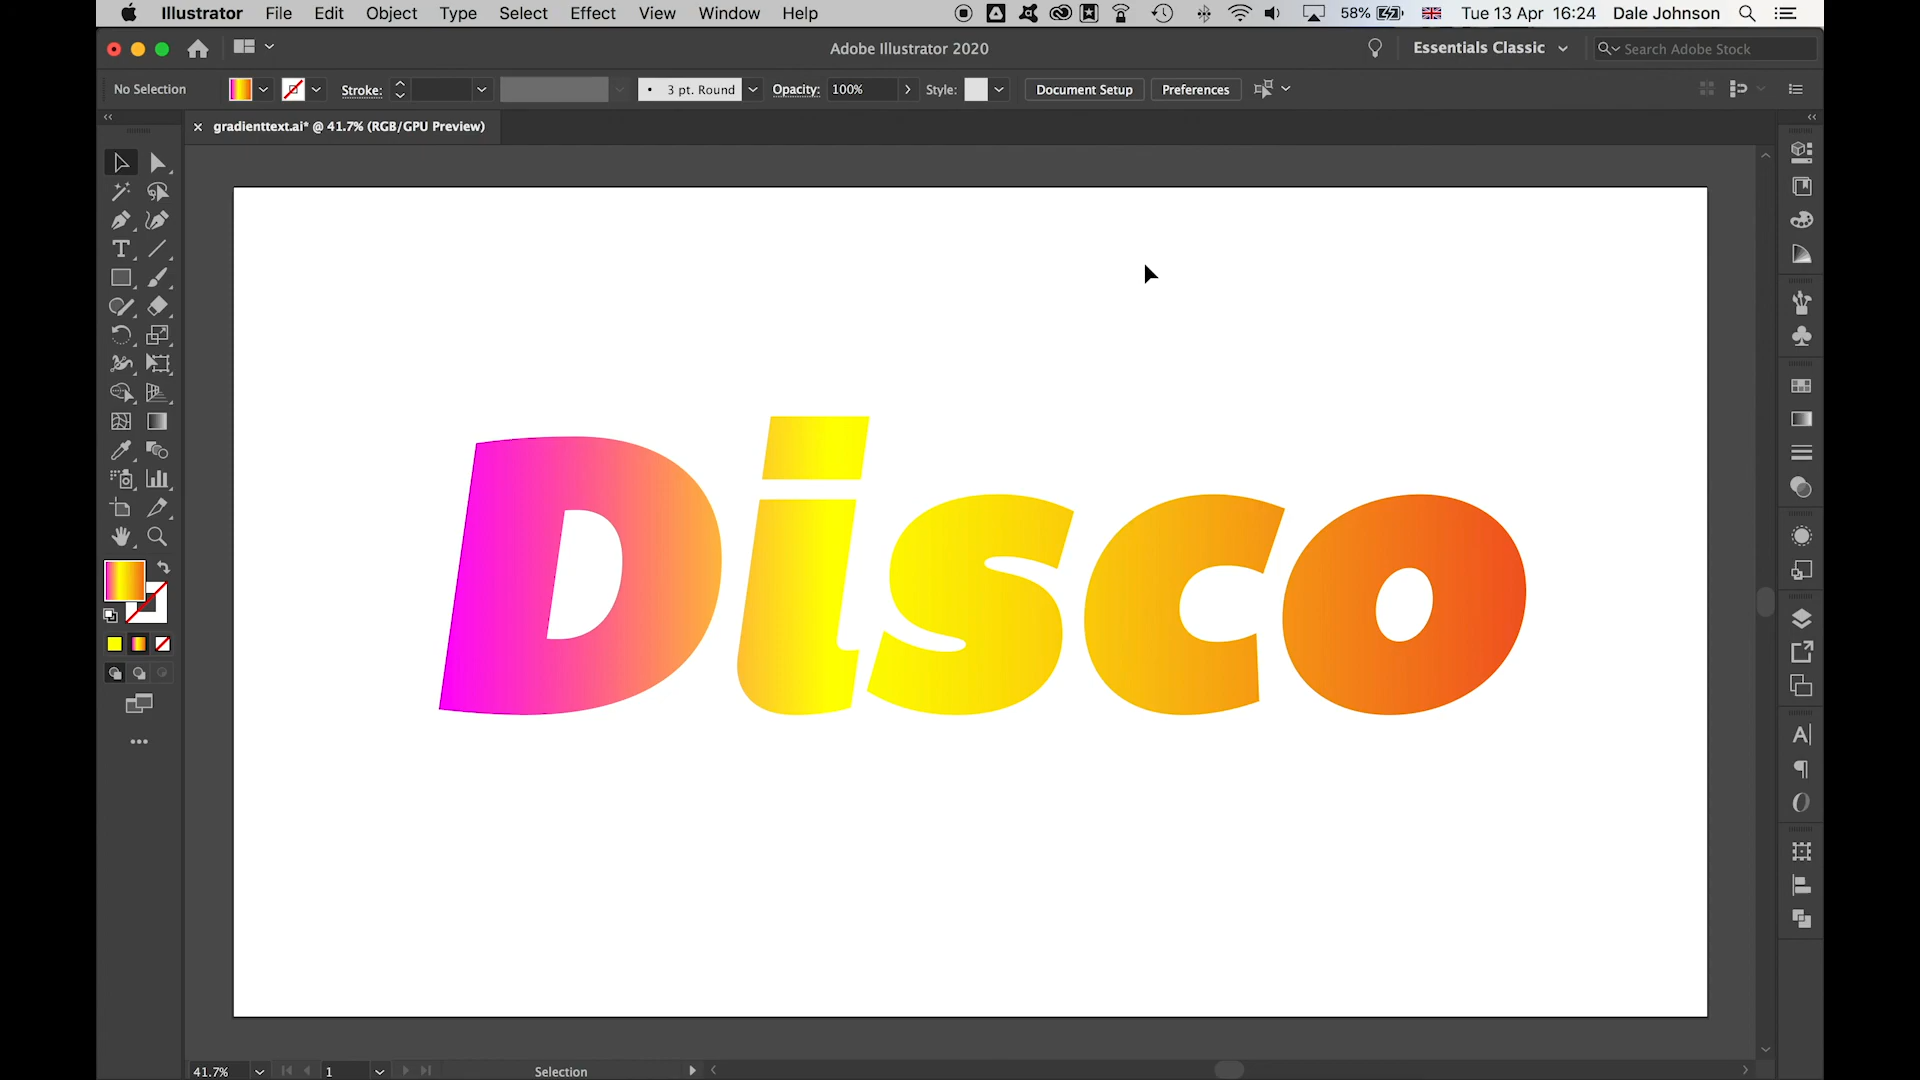 Illustrator File Edit Object Type Select Effect View Window Help 58% Tue 13 Apr 16:24 Dale Johnson
Adobe Illustrator 2020 Essentials Classic Search Adobe Stock
No Selection Stroke: 3 pt. Round Opacity: 100% Style: Document Setup Preferences
gradienttext.ai* @ 41.7% (RGB/GPU Preview)
Disco
41.7% 1 Selection